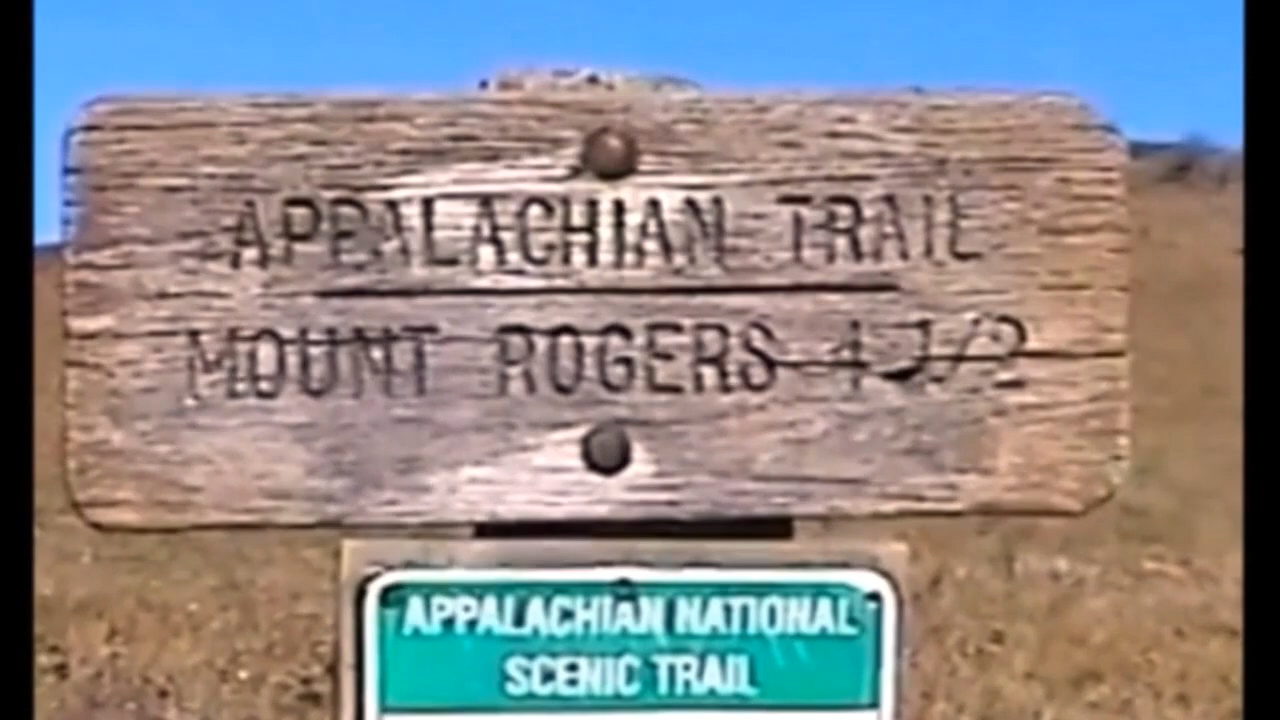 APPALACHIAN TRAIL
MOUNT ROGERS 4 1/2
APPALACHIAN NATIONAL
SCENIC TRAIL